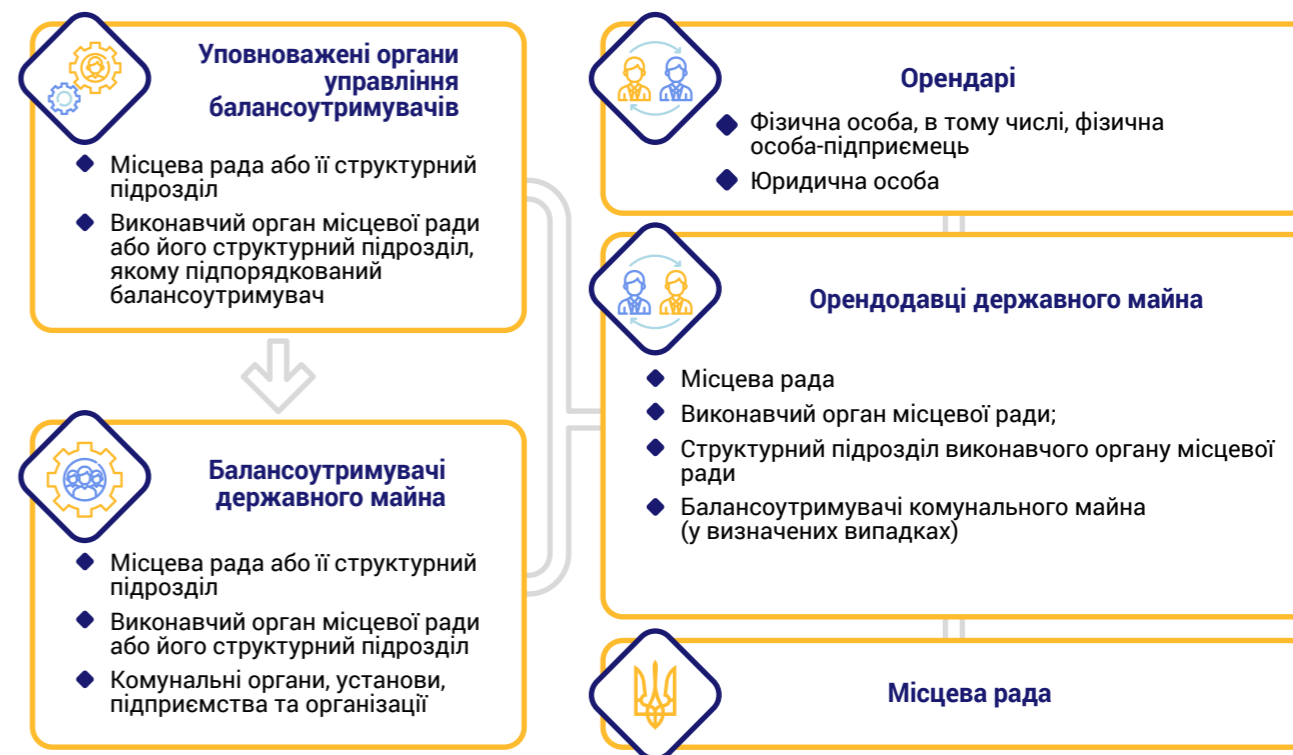 Уповноважені органи
управління
балансоутримувачів
Місцева рада або її структурний
підрозділ
Виконавчий орган місцевої ради
або його структурний підрозділ,
якому підпорядкований
балансоутримувач
Балансоутримувачі
державного майна
Місцева рада або її структурний
підрозділ
Виконавчий орган місцевої ради
або його структурний підрозділ
Комунальні органи, установи,
підприємства та організації
Орендарі
Фізична особа, в тому числі, фізична
особа-підприємець
Юридична особа
Орендодавці державного майна
Місцева рада
Виконавчий орган місцевої ради;
Структурний підрозділ виконавчого органу місцевої
ради
Балансоутримувачі комунального майна
(у визначених випадках)
Місцева рада